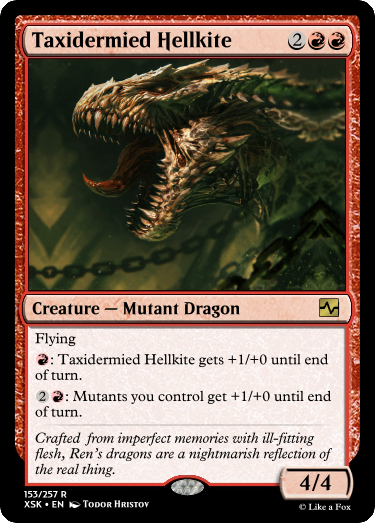 Taxidermied Hellkite 2
Creature — Mutant Dragon
Flying
: Taxidermied Hellkite gets +1/+0 until end
of turn.
2 : Mutants you control get +1/+0 until end
of turn.
Crafted from imperfect memories with ill-fitting
flesh, Ren's dragons are a nightmarish reflection of
the real thing.
4/4
153/257 R
XSK • EN Todor Hristov
© Like a Fox